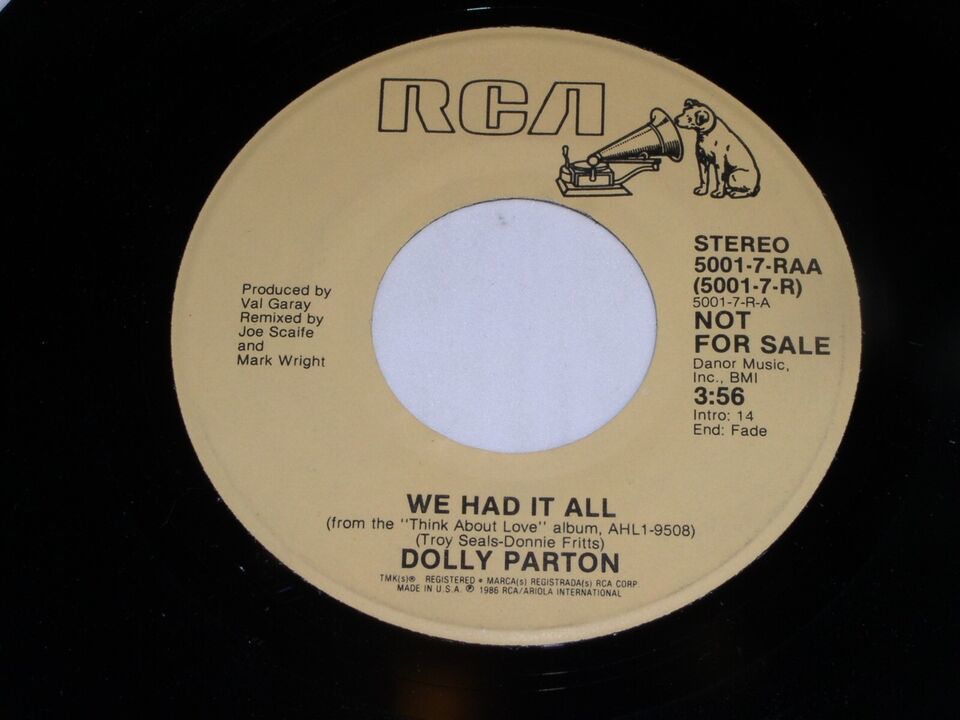 RCA
STEREO
5001-7-RAA
(5001-7-R)
5001-7-R-A
NOT
FOR SALE
Danor Music,
Inc., BMI
3:56
Intro: 14
End: Fade
Produced by
Val Garay
Remixed by
Joe Scaife
and
Mark Wright
WE HAD IT ALL
(from the "Think About Love" album, AHL1-9508)
(Troy Seals-Donnie Fritts)
DOLLY PARTON
TMK(s)® REGISTERED • MARCA(s) REGISTRADA(s) RCA CORP.
MADE IN U.S.A. ℗ 1986 RCA/ARIOLA INTERNATIONAL